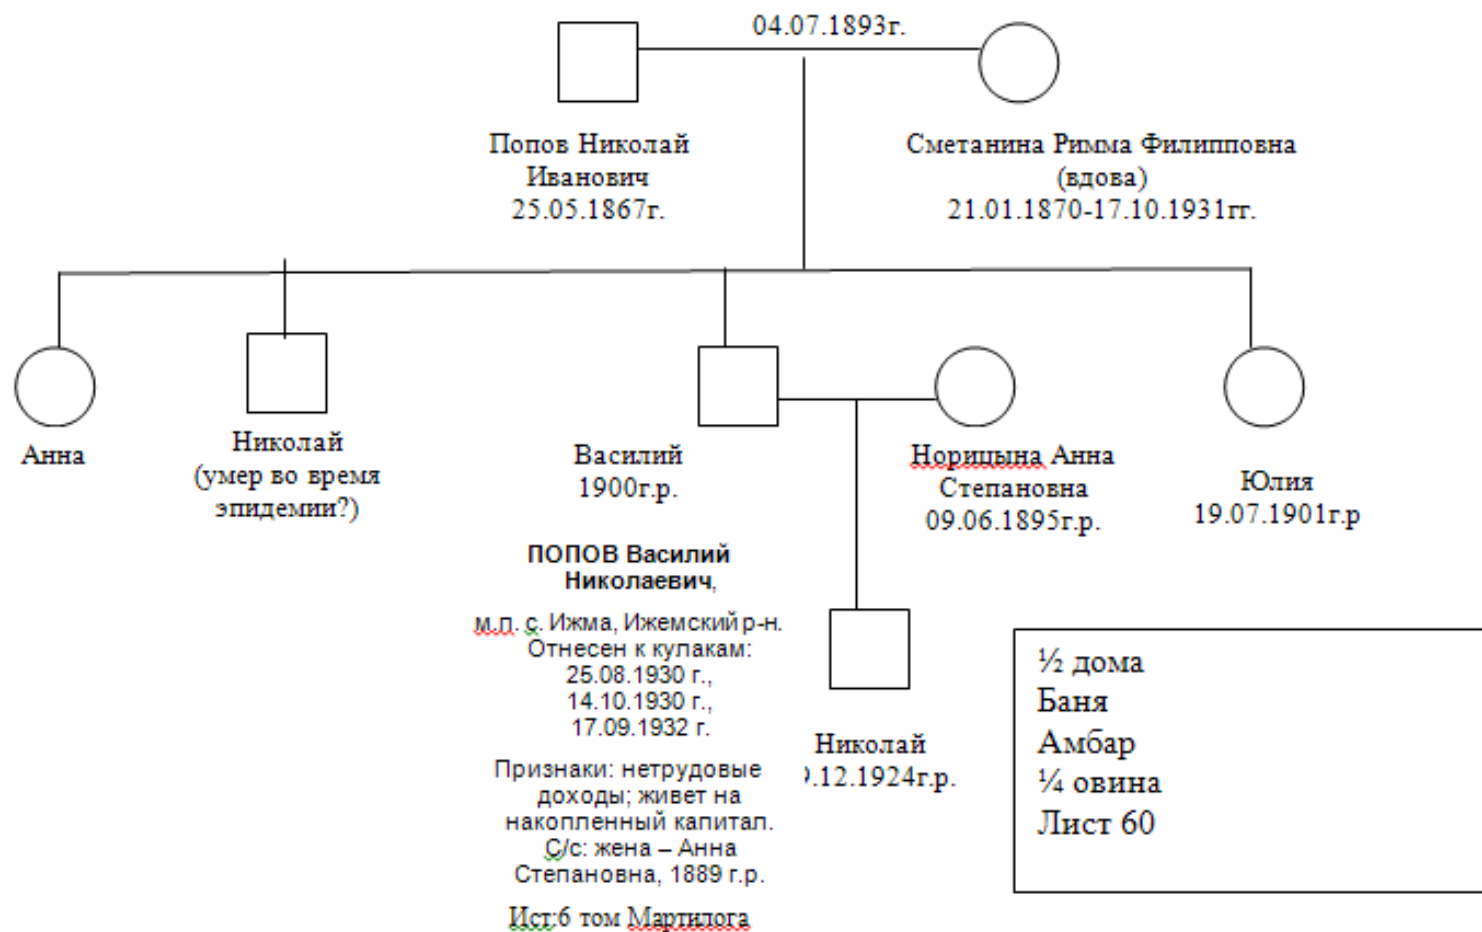 04.07.1893г.
Попов Николай
Иванович
25.05.1867г.
Сметанина Римма Филипповна
(вдова)
21.01.1870-17.10.1931гг.
Анна
Николай
(умер во время
эпидемии?)
Василий
1900г.р.
Норицына Анна
Степановна
09.06.1895г.р.
Юлия
19.07.1901г.р
ПОПОВ Василий
Николаевич,
м.п. с. Ижма, Ижемский р-н.
Отнесен к кулакам:
25.08.1930 г.,
14.10.1930 г.,
17.09.1932 г.
Признаки: нетрудовые
доходы; живет на
накопленный капитал.
С/с: жена – Анна
Степановна, 1889 г.р.
Ист:6 том Мартилога
Николай
.12.1924г.р.
½ дома
Баня
Амбар
¼ овина
Лист 60